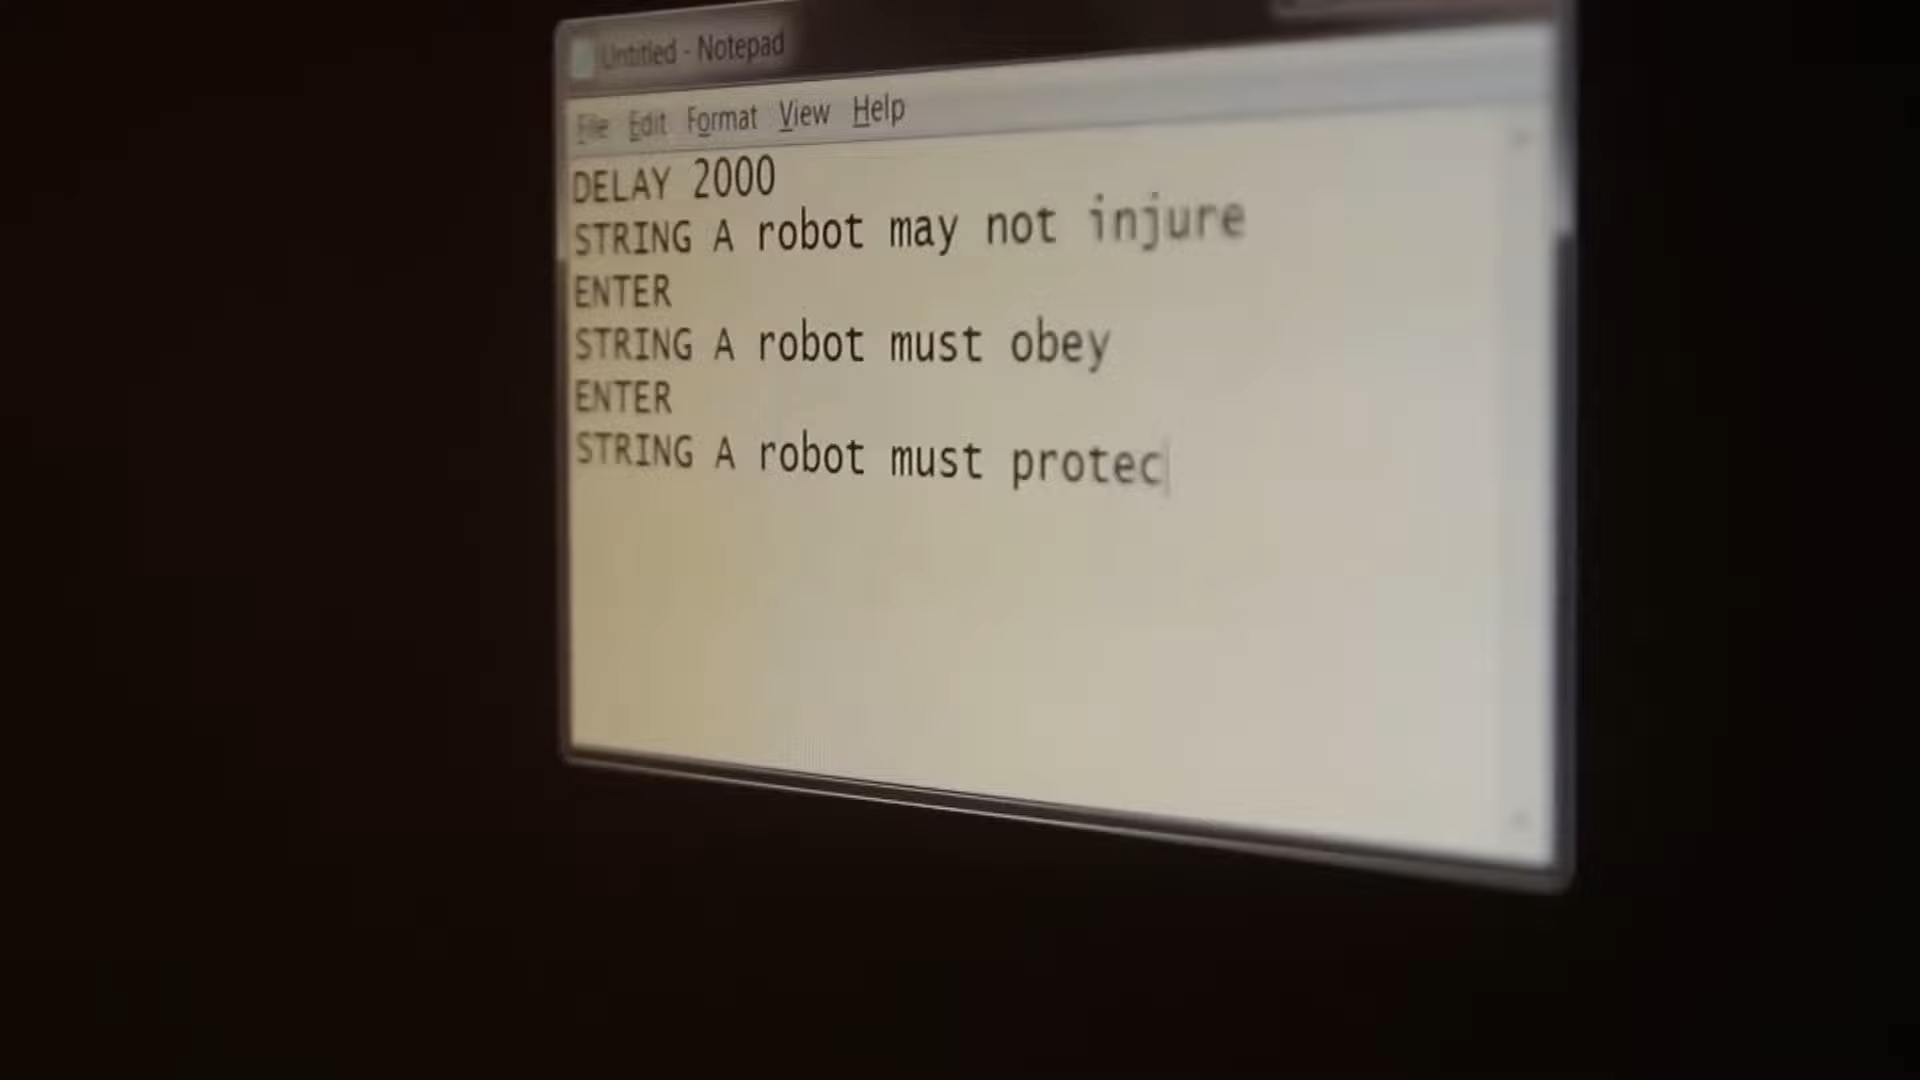 Untitled - Notepad
File Edit Format View Help
DELAY 2000
STRING A robot may not injure
ENTER
STRING A robot must obey
ENTER
STRING A robot must protec